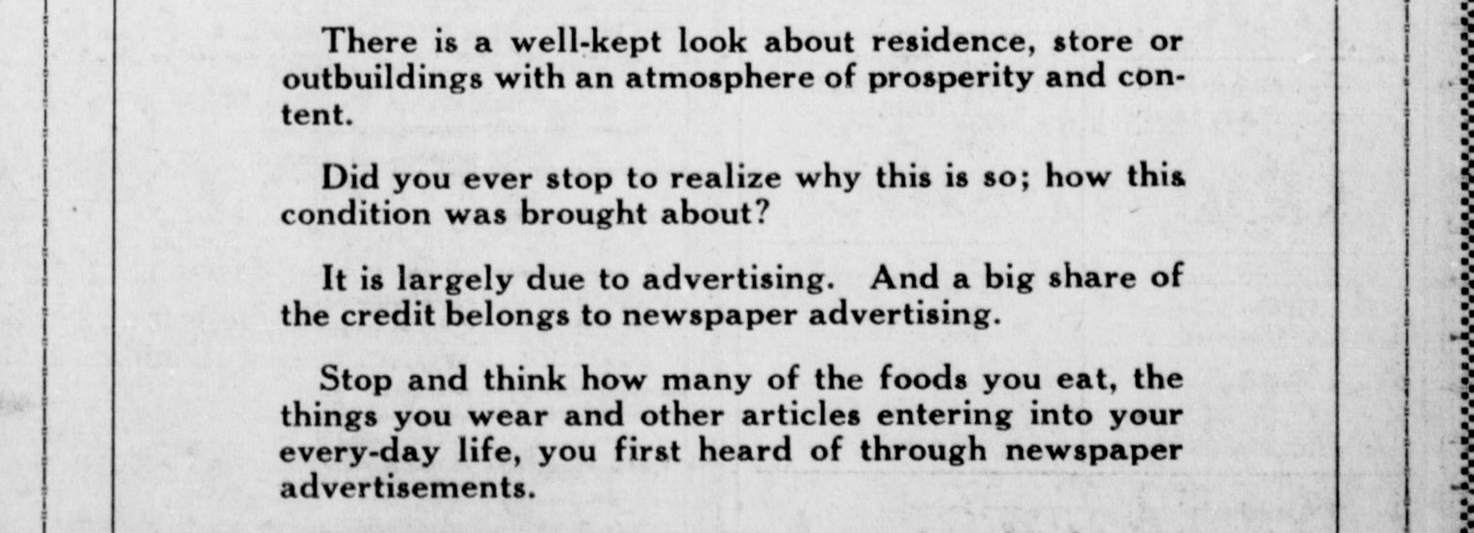 There is a well-kept look about residence, store or
outbuildings with an atmosphere of prosperity and con-
tent.
Did you ever stop to realize why this is so; how this
condition was brought about?
It is largely due to advertising. And a big share of
the credit belongs to newspaper advertising.
Stop and think how many of the foods you eat, the
things you wear and other articles entering into your
every-day life, you first heard of through newspaper
advertisements.